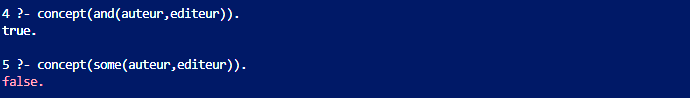 4 ?- concept(and(auteur,editeur)).
true.
5 ?- concept(some(auteur,editeur)).
false.